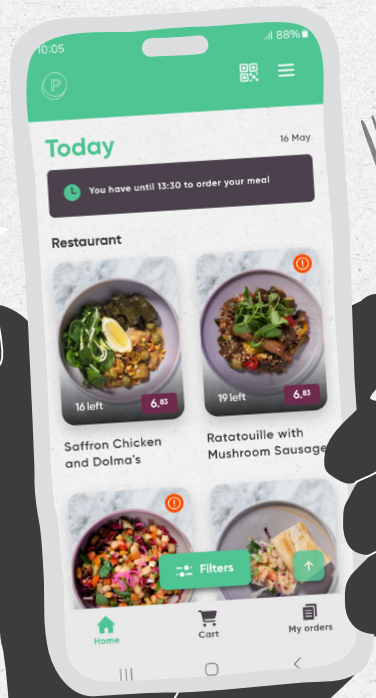 10:05
88%
P
Today
16 May
You have until 13:30 to order your meal
Restaurant
16 left
6.83
19 left
6.83
Saffron Chicken
and Dolma's
Ratatouille with
Mushroom Sausage
Filters
Home
Cart
My orders